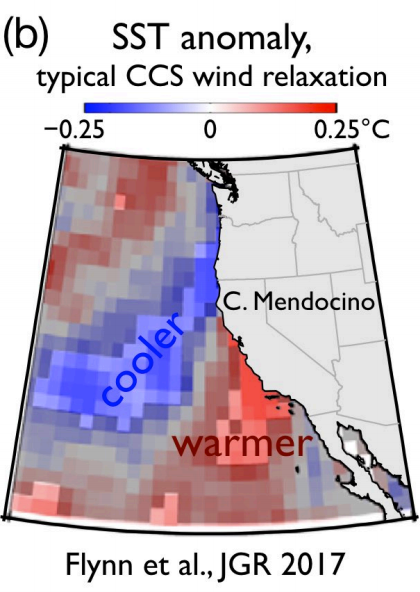 (b) SST anomaly,
typical CCS wind relaxation
−0.25 0 0.25°C
C. Mendocino
cooler
warmer
Flynn et al., JGR 2017